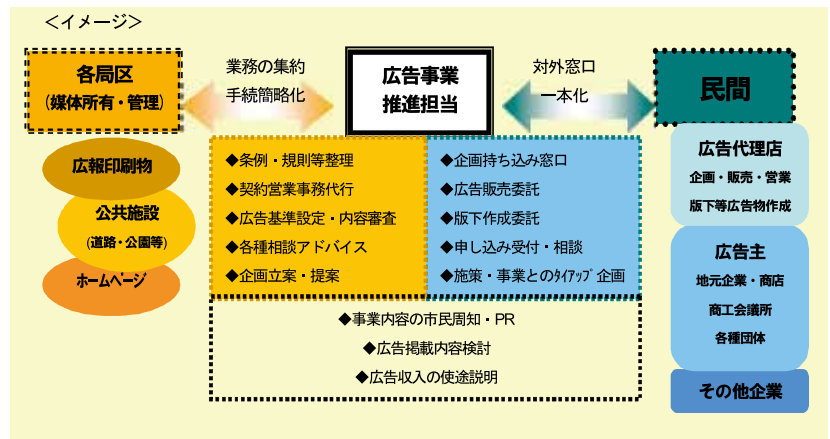 ＜イメージ＞
各局区
(媒体所有・管理)
業務の集約
手続簡略化
広告事業
推進担当
対外窓口
一本化
民間
広報印刷物
公共施設
(道路・公園等)
ホームページ
◆条例・規則等整理
◆契約営業事務代行
◆広告基準設定・内容審査
◆各種相談アドバイス
◆企画立案・提案
◆企画持ち込み窓口
◆広告販売委託
◆版下作成委託
◆申し込み受付・相談
◆施策・事業とのﾀｲｱｯﾌﾟ企画
◆事業内容の市民周知・PR
◆広告掲載内容検討
◆広告収入の使途説明
広告代理店
企画・販売・営業
版下等広告物作成
広告主
地元企業・商店
商工会議所
各種団体
その他企業